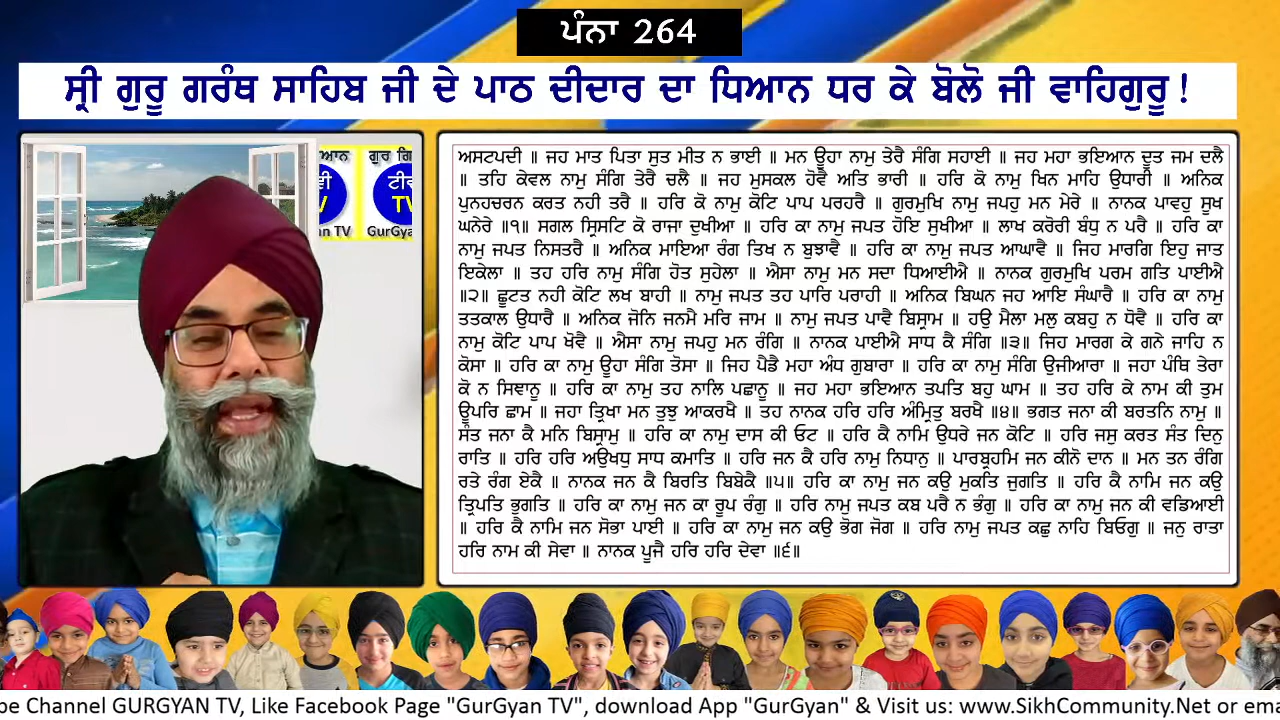 ਪੰਨਾ 264
ਸ੍ਰੀ ਗੁਰੂ ਗਰੰਥ ਸਾਹਿਬ ਜੀ ਦੇ ਪਾਠ ਦੀਦਾਰ ਦਾ ਧਿਆਨ ਧਰ ਕੇ ਬੋਲੋ ਜੀ ਵਾਹਿਗੁਰੂ!
ਆਨ ਗੁਰ ਗਿ
ਵੀ ਟੀਵ
V TV
n TV GurGyan
ਅਸਟਪਦੀ ॥ ਜਹ ਮਾਤ ਪਿਤਾ ਸੁਤ ਮੀਤ ਨ ਭਾਈ ॥ ਮਨ ਊਹਾ ਨਾਮੁ ਤੇਰੈ ਸੰਗਿ ਸਹਾਈ ॥ ਜਹ ਮਹਾ ਭਇਆਨ ਦੂਤ ਜਮ ਦਲੈ
॥ ਤਹਿ ਕੇਵਲ ਨਾਮੁ ਸੰਗਿ ਤੇਰੈ ਚਲੈ ॥ ਜਹ ਮੁਸਕਲ ਹੋਵੈ ਅਤਿ ਭਾਰੀ ॥ ਹਰਿ ਕੋ ਨਾਮੁ ਖਿਨ ਮਾਹਿ ਉਧਾਰੀ ॥ ਅਨਿਕ
ਪੁਨਹਚਰਨ ਕਰਤ ਨਹੀ ਤਰੈ ॥ ਹਰਿ ਕੋ ਨਾਮੁ ਕੋਟਿ ਪਾਪ ਪਰਹਰੈ ॥ ਗੁਰਮੁਖਿ ਨਾਮੁ ਜਪਹੁ ਮਨ ਮੇਰੇ ॥ ਨਾਨਕ ਪਾਵਹੁ ਸੂਖ
ਘਨੇਰੇ ॥੧॥ ਸਗਲ ਸ੍ਰਿਸਟਿ ਕੋ ਰਾਜਾ ਦੁਖੀਆ ॥ ਹਰਿ ਕਾ ਨਾਮੁ ਜਪਤ ਹੋਇ ਸੁਖੀਆ ॥ ਲਾਖ ਕਰੋਰੀ ਬੰਧੁ ਨ ਪਰੈ ॥ ਹਰਿ ਕਾ
ਨਾਮੁ ਜਪਤ ਨਿਸਤਰੈ ॥ ਅਨਿਕ ਮਾਇਆ ਰੰਗ ਤਿਖ ਨ ਬੁਝਾਵੈ ॥ ਹਰਿ ਕਾ ਨਾਮੁ ਜਪਤ ਆਘਾਵੈ ॥ ਜਿਹ ਮਾਰਗਿ ਇਹੁ ਜਾਤ
ਇਕੇਲਾ ॥ ਤਹ ਹਰਿ ਨਾਮੁ ਸੰਗਿ ਹੋਤ ਸੁਹੇਲਾ ॥ ਐਸਾ ਨਾਮੁ ਮਨ ਸਦਾ ਧਿਆਈਐ ॥ ਨਾਨਕ ਗੁਰਮੁਖਿ ਪਰਮ ਗਤਿ ਪਾਈਐ
॥੨॥ ਛੂਟਤ ਨਹੀ ਕੋਟਿ ਲਖ ਬਾਹੀ ॥ ਨਾਮੁ ਜਪਤ ਤਹ ਪਾਰਿ ਪਰਾਹੀ ॥ ਅਨਿਕ ਬਿਘਨ ਜਹ ਆਇ ਸੰਘਾਰੈ ॥ ਹਰਿ ਕਾ ਨਾਮੁ
ਤਤਕਾਲ ਉਧਾਰੈ ॥ ਅਨਿਕ ਜੋਨਿ ਜਨਮੈ ਮਰਿ ਜਾਮ ॥ ਨਾਮੁ ਜਪਤ ਪਾਵੈ ਬਿਸ੍ਰਾਮ ॥ ਹਉ ਮੈਲਾ ਮਲੁ ਕਬਹੁ ਨ ਧੋਵੈ ॥ ਹਰਿ ਕਾ
ਨਾਮੁ ਕੋਟਿ ਪਾਪ ਖੋਵੈ ॥ ਐਸਾ ਨਾਮੁ ਜਪਹੁ ਮਨ ਰੰਗਿ ॥ ਨਾਨਕ ਪਾਈਐ ਸਾਧ ਕੈ ਸੰਗਿ ॥੩॥ ਜਿਹ ਮਾਰਗ ਕੇ ਗਨੇ ਜਾਹਿ ਨ
ਕੋਸਾ ॥ ਹਰਿ ਕਾ ਨਾਮੁ ਊਹਾ ਸੰਗਿ ਤੋਸਾ ॥ ਜਿਹ ਪੈਡੈ ਮਹਾ ਅੰਧ ਗੁਬਾਰਾ ॥ ਹਰਿ ਕਾ ਨਾਮੁ ਸੰਗਿ ਉਜੀਆਰਾ ॥ ਜਹਾ ਪੰਥਿ ਤੇਰਾ
ਕੋ ਨ ਸਿਞਾਨੂ ॥ ਹਰਿ ਕਾ ਨਾਮੁ ਤਹ ਨਾਲਿ ਪਛਾਨੂ ॥ ਜਹ ਮਹਾ ਭਇਆਨ ਤਪਤਿ ਬਹੁ ਘਾਮ ॥ ਤਹ ਹਰਿ ਕੇ ਨਾਮ ਕੀ ਤੁਮ
ਊਪਰਿ ਛਾਮ ॥ ਜਹਾ ਤ੍ਰਿਖਾ ਮਨ ਤੁਝੁ ਆਕਰਖੈ ॥ ਤਹ ਨਾਨਕ ਹਰਿ ਹਰਿ ਅੰਮ੍ਰਿਤੁ ਬਰਖੈ ॥੪॥ ਭਗਤ ਜਨਾ ਕੀ ਬਰਤਨਿ ਨਾਮੁ ॥
ਸੰਤ ਜਨਾ ਕੈ ਮਨਿ ਬਿਸ੍ਰਾਮੁ ॥ ਹਰਿ ਕਾ ਨਾਮੁ ਦਾਸ ਕੀ ਓਟ ॥ ਹਰਿ ਕੈ ਨਾਮਿ ਉਧਰੇ ਜਨ ਕੋਟਿ ॥ ਹਰਿ ਜਸੁ ਕਰਤ ਸੰਤ ਦਿਨੁ
ਰਾਤਿ ॥ ਹਰਿ ਹਰਿ ਅਉਖਧੁ ਸਾਧ ਕਮਾਤਿ ॥ ਹਰਿ ਜਨ ਕੈ ਹਰਿ ਨਾਮੁ ਨਿਧਾਨੁ ॥ ਪਾਰਬ੍ਰਹਮਿ ਜਨ ਕੀਨੋ ਦਾਨ ॥ ਮਨ ਤਨ ਰੰਗਿ
ਰਤੇ ਰੰਗ ਏਕੈ ॥ ਨਾਨਕ ਜਨ ਕੈ ਬਿਰਤਿ ਬਿਬੇਕੈ ॥੫॥ ਹਰਿ ਕਾ ਨਾਮੁ ਜਨ ਕਉ ਮੁਕਤਿ ਜੁਗਤਿ ॥ ਹਰਿ ਕੈ ਨਾਮਿ ਜਨ ਕਉ
ਤ੍ਰਿਪਤਿ ਭੁਗਤਿ ॥ ਹਰਿ ਕਾ ਨਾਮੁ ਜਨ ਕਾ ਰੂਪ ਰੰਗੁ ॥ ਹਰਿ ਨਾਮੁ ਜਪਤ ਕਬ ਪਰੈ ਨ ਭੰਗੁ ॥ ਹਰਿ ਕਾ ਨਾਮੁ ਜਨ ਕੀ ਵਡਿਆਈ
॥ ਹਰਿ ਕੈ ਨਾਮਿ ਜਨ ਸੋਭਾ ਪਾਈ ॥ ਹਰਿ ਕਾ ਨਾਮੁ ਜਨ ਕਉ ਭੋਗ ਜੋਗ ॥ ਹਰਿ ਨਾਮੁ ਜਪਤ ਕਛੁ ਨਾਹਿ ਬਿਓਗੁ ॥ ਜਨੁ ਰਾਤਾ
ਹਰਿ ਨਾਮ ਕੀ ਸੇਵਾ ॥ ਨਾਨਕ ਪੂਜੈ ਹਰਿ ਹਰਿ ਦੇਵਾ ॥੬॥
be Channel GURGYAN TV, Like Facebook Page "GurGyan TV", download App "GurGyan" & Visit us: www.SikhCommunity.Net or ema